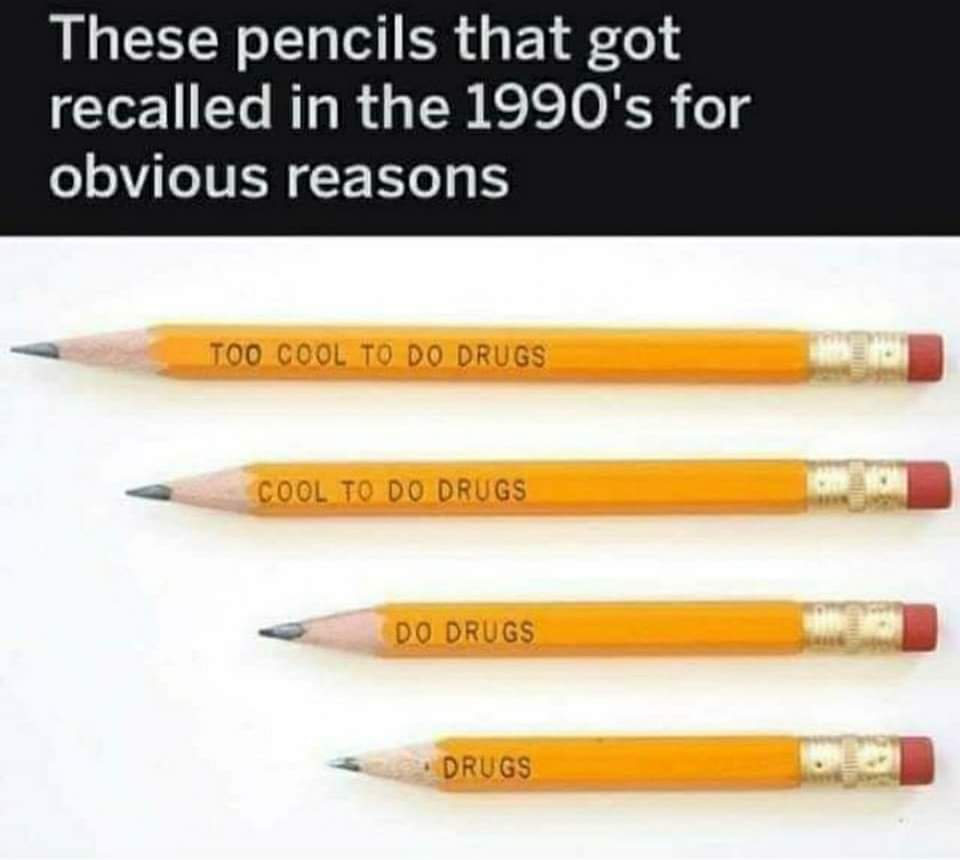 These pencils that got
recalled in the 1990's for
obvious reasons
TOO COOL TO DO DRUGS
COOL TO DO DRUGS
DO DRUGS
DRUGS